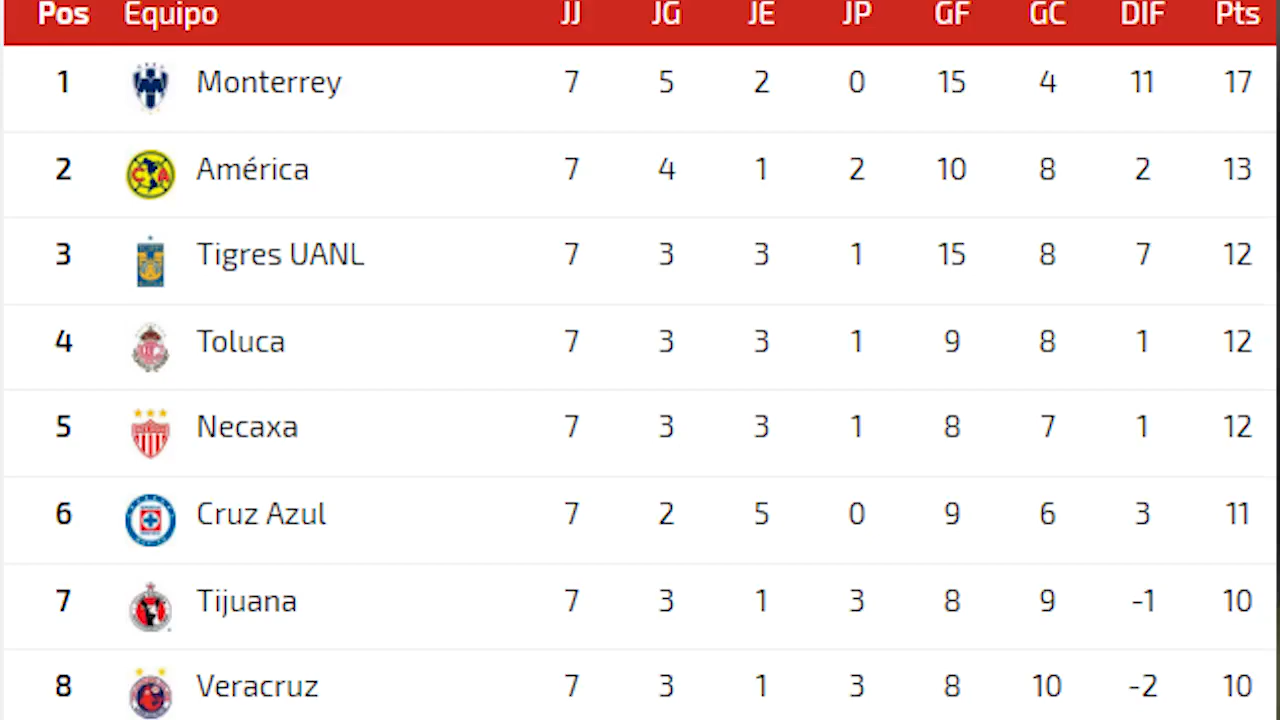 Pos Equipo JJ JG JE JP GF GC DIF Pts
1 Monterrey 7 5 2 0 15 4 11 17
2 América 7 4 1 2 10 8 2 13
3 Tigres UANL 7 3 3 1 15 8 7 12
4 Toluca 7 3 3 1 9 8 1 12
5 Necaxa 7 3 3 1 8 7 1 12
6 Cruz Azul 7 2 5 0 9 6 3 11
7 Tijuana 7 3 1 3 8 9 -1 10
8 Veracruz 7 3 1 3 8 10 -2 10